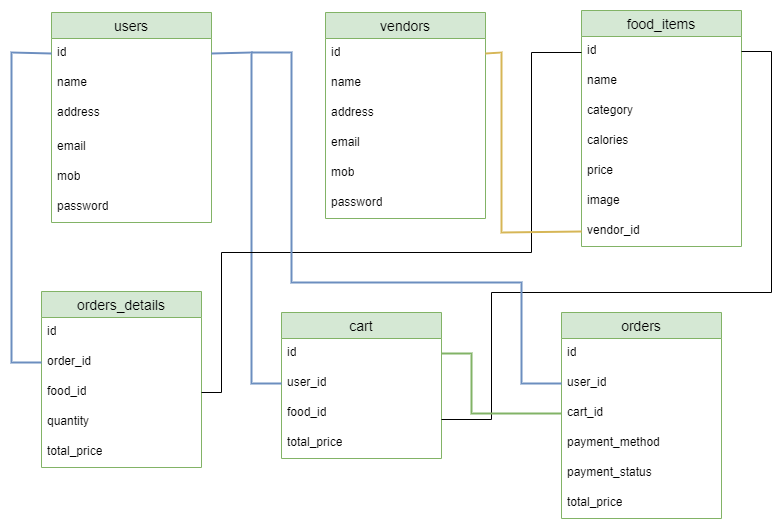 users
id
name
address
email
mob
password
vendors
id
name
address
email
mob
password
food_items
id
name
category
calories
price
image
vendor_id
orders_details
id
order_id
food_id
quantity
total_price
cart
id
user_id
food_id
total_price
orders
id
user_id
cart_id
payment_method
payment_status
total_price